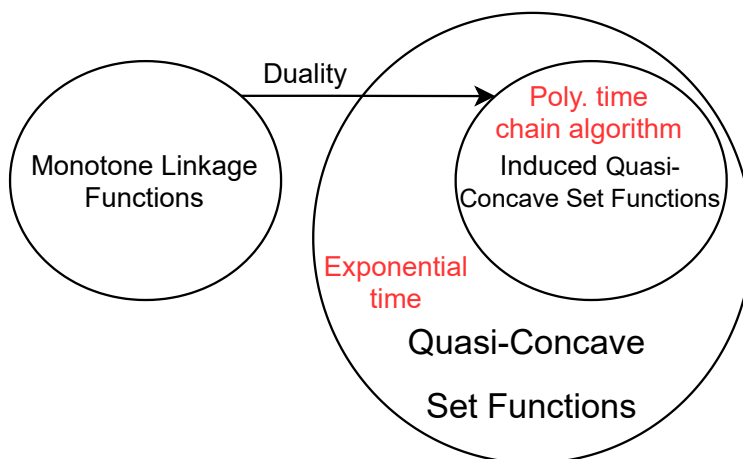 Duality
Monotone Linkage
Functions
Poly. time
chain algorithm
Induced Quasi-
Concave Set Functions
Exponential
time
Quasi-Concave
Set Functions